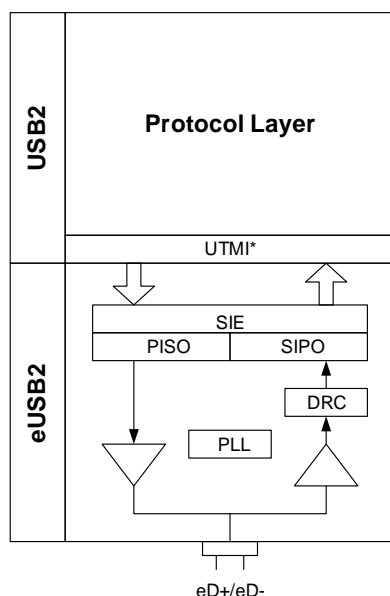 USB2
Protocol Layer
UTMI*
eUSB2
SIE
PISO
SIPO
DRC
PLL
eD+/eD-